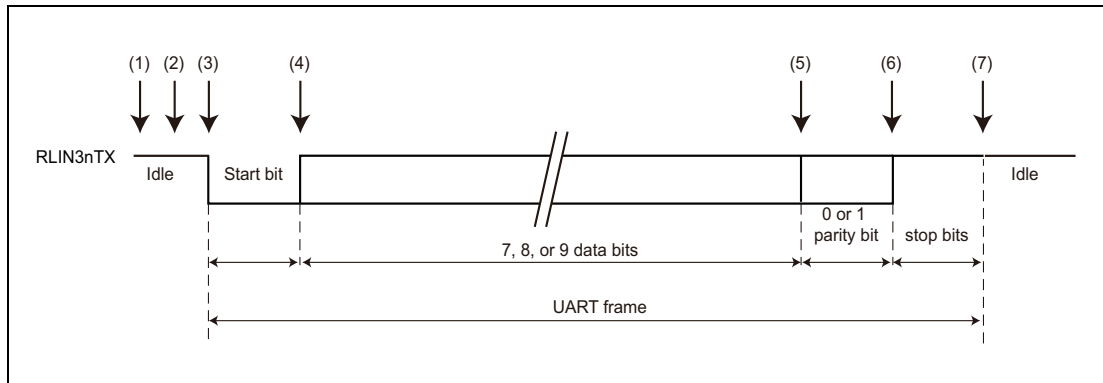 (1) (2) (3) (4) (5) (6) (7)
RLIN3nTX
Idle Start bit Idle
0 or 1
parity bit stop bits
7, 8, or 9 data bits
UART frame